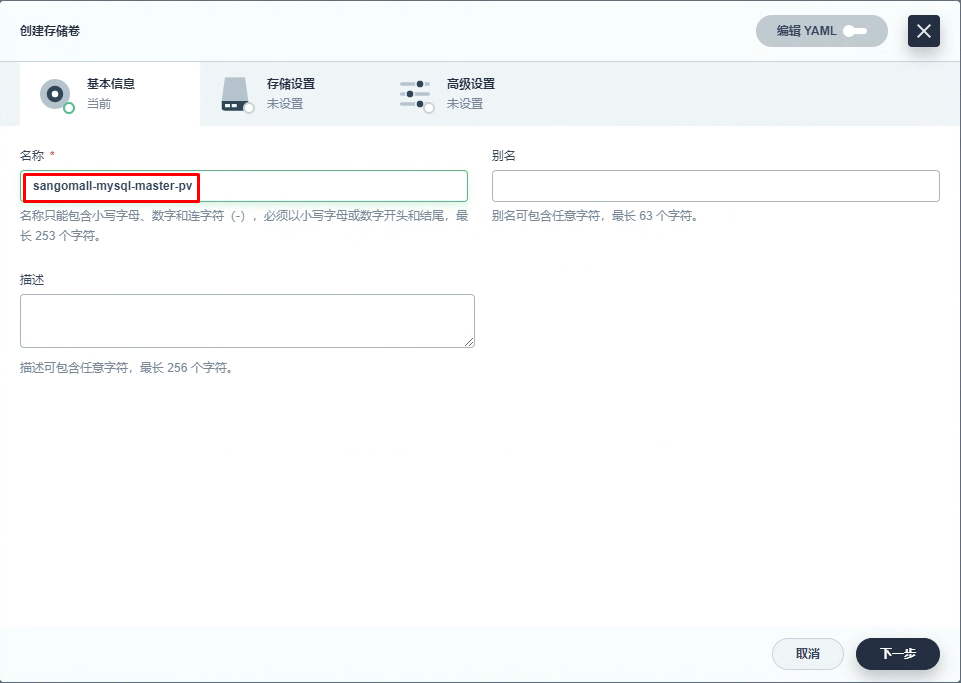 创建存储卷
编辑 YAML
基本信息
当前
存储设置
未设置
高级设置
未设置
名称 *
sangomall-mysql-master-pv
名称只能包含小写字母、数字和连字符（-），必须以小写字母或数字开头和结尾，最
长 253 个字符。
别名
别名可包含任意字符，最长 63 个字符。
描述
描述可包含任意字符，最长 256 个字符。
取消
下一步